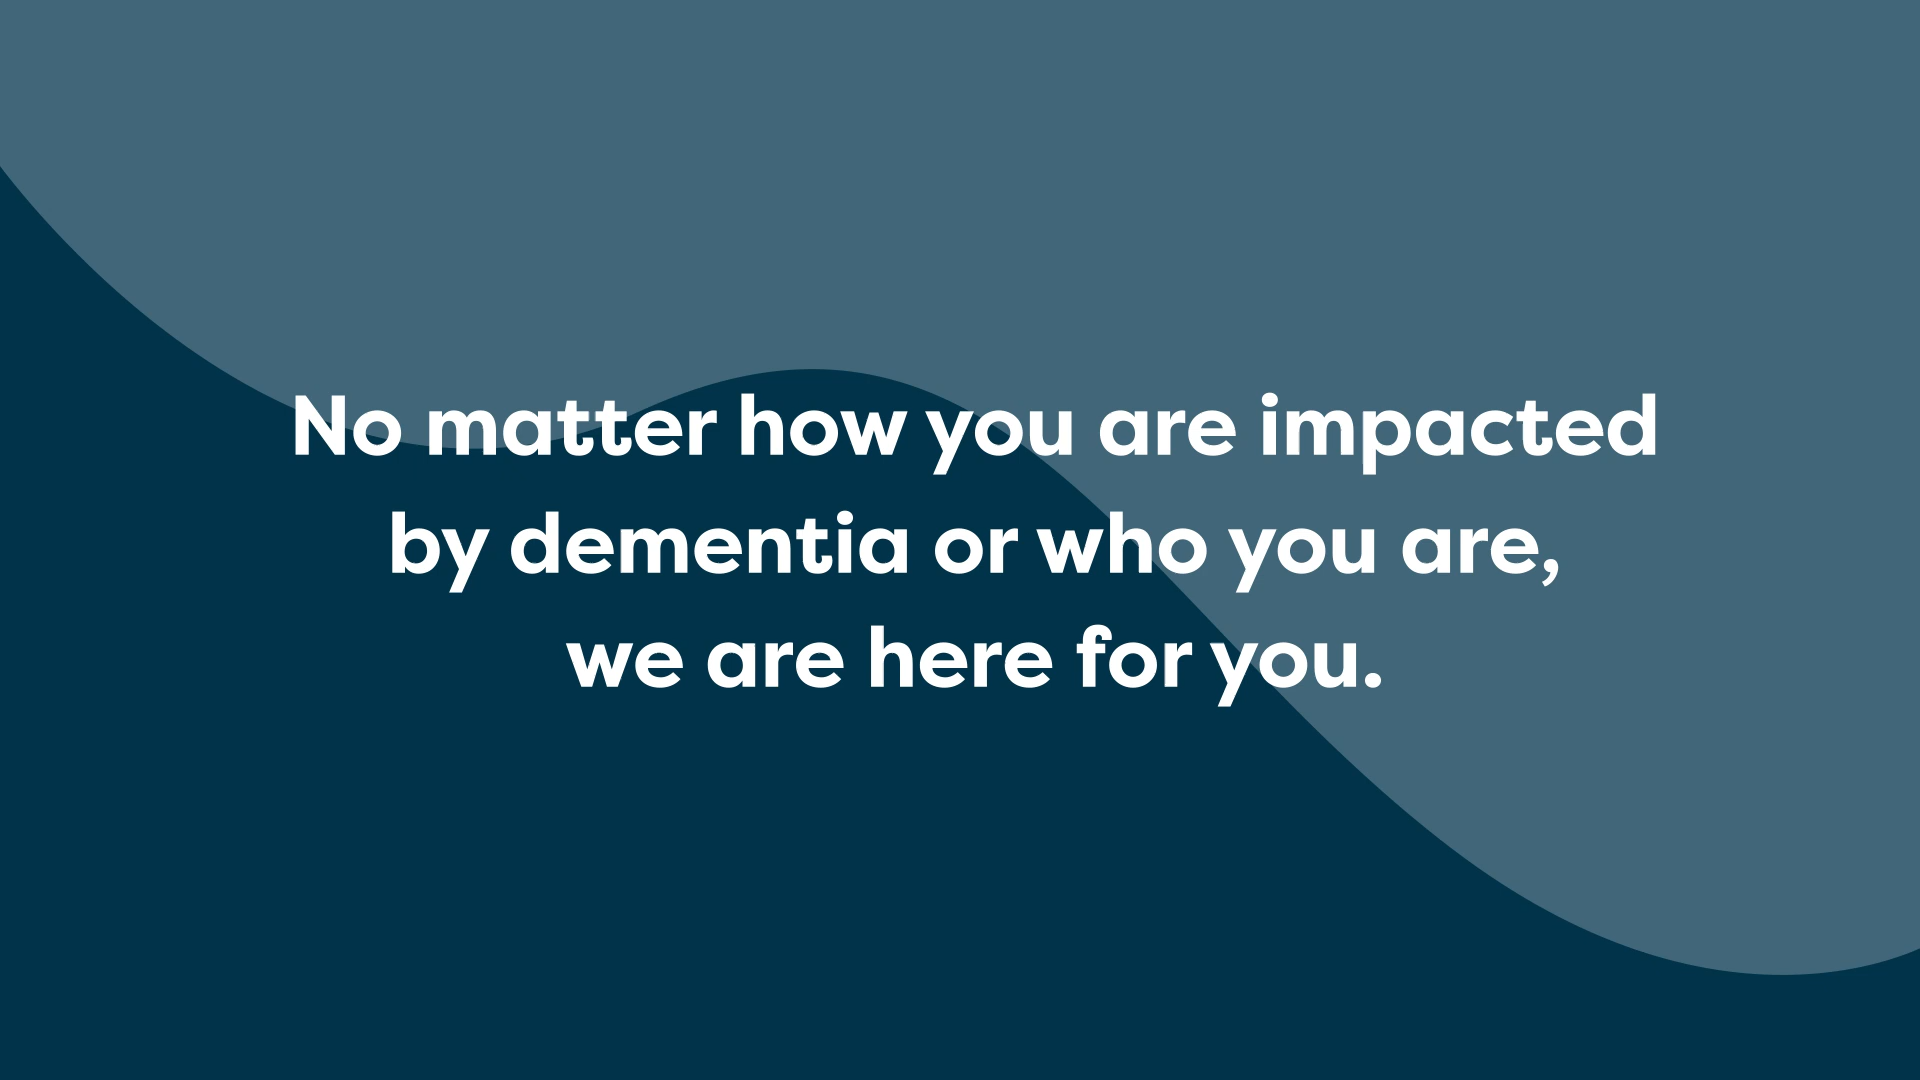 No matter how you are impacted
by dementia or who you are,
we are here for you.